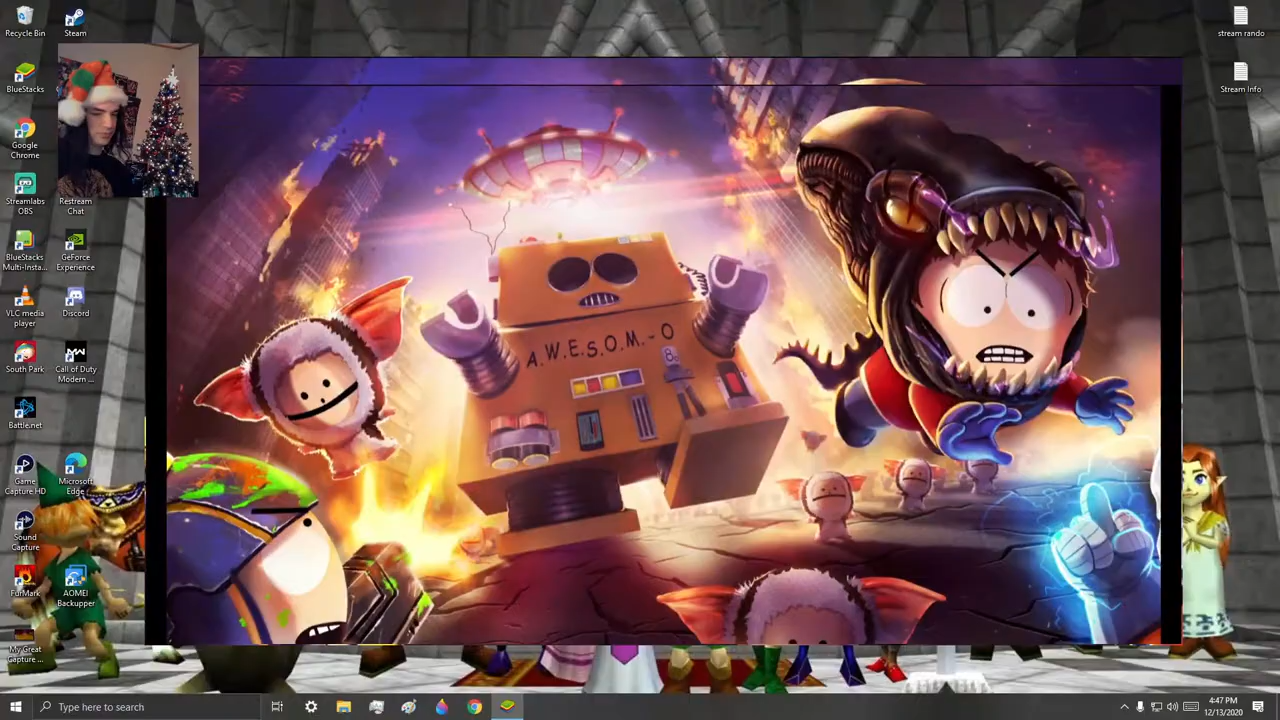 Recycle Bin
Steam
BlueStacks
Google
Chrome
Streamlabs
OBS
Restream
Chat
BlueStacks
Multi-Insta...
GeForce
Experience
VLC media
player
Discord
South Park
Call of Duty
Modern ...
Battle.net
Game
Capture HD
Microsoft
Edge
Sound
Capture
FurMark
AOMEI
Backupper
My Great
Capture ...
stream rando
Stream Info
A.W.E.S.O.M.-O
Type here to search
4:47 PM
12/13/2020